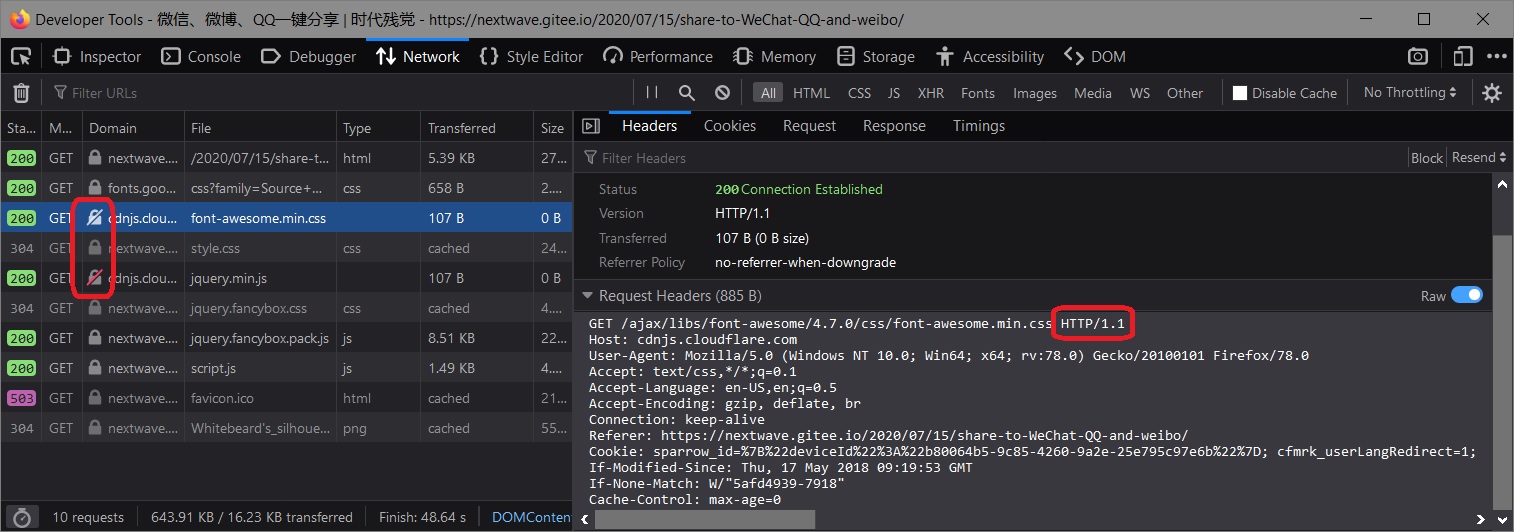 Developer Tools - 微信、微博、QQ一键分享 | 时代残党 - https://nextwave.gitee.io/2020/07/15/share-to-WeChat-QQ-and-weibo/
Inspector Console Debugger Network Style Editor Performance Memory Storage Accessibility DOM
Filter URLs All HTML CSS JS XHR Fonts Images Media WS Other Disable Cache No Throttling
Sta... M... Domain File Type Transferred Size
200 GET nextwave.... /2020/07/15/share-t... html 5.39 KB 27...
200 GET fonts.goo... css?family=Source+... css 658 B 2....
200 GET cdnjs.clou... font-awesome.min.css 107 B 0 B
304 GET nextwave.... style.css css cached 24...
200 GET cdnjs.clou... jquery.min.js 107 B 0 B
304 GET nextwave.... jquery.fancybox.css css cached 4....
200 GET nextwave.... jquery.fancybox.pack.js js 8.51 KB 22...
200 GET nextwave.... script.js js 1.49 KB 4....
503 GET nextwave.... favicon.ico html cached 21...
304 GET nextwave.... Whitebeard's_silhoue... png cached 55...
10 requests 643.91 KB / 16.23 KB transferred Finish: 48.64 s DOMConten
Headers Cookies Request Response Timings
Filter Headers Block Resend
Status 200 Connection Established
Version HTTP/1.1
Transferred 107 B (0 B size)
Referrer Policy no-referrer-when-downgrade
Request Headers (885 B) Raw
GET /ajax/libs/font-awesome/4.7.0/css/font-awesome.min.css HTTP/1.1
Host: cdnjs.cloudflare.com
User-Agent: Mozilla/5.0 (Windows NT 10.0; Win64; x64; rv:78.0) Gecko/20100101 Firefox/78.0
Accept: text/css,*/*;q=0.1
Accept-Language: en-US,en;q=0.5
Accept-Encoding: gzip, deflate, br
Connection: keep-alive
Referer: https://nextwave.gitee.io/2020/07/15/share-to-WeChat-QQ-and-weibo/
Cookie: sparrow_id=%7B%22deviceId%22%3A%22b80064b5-9c85-4260-9a2e-25e795c97e6b%22%7D; cfmrk_userLangRedirect=1;
If-Modified-Since: Thu, 17 May 2018 09:19:53 GMT
If-None-Match: W/"5afd4939-7918"
Cache-Control: max-age=0